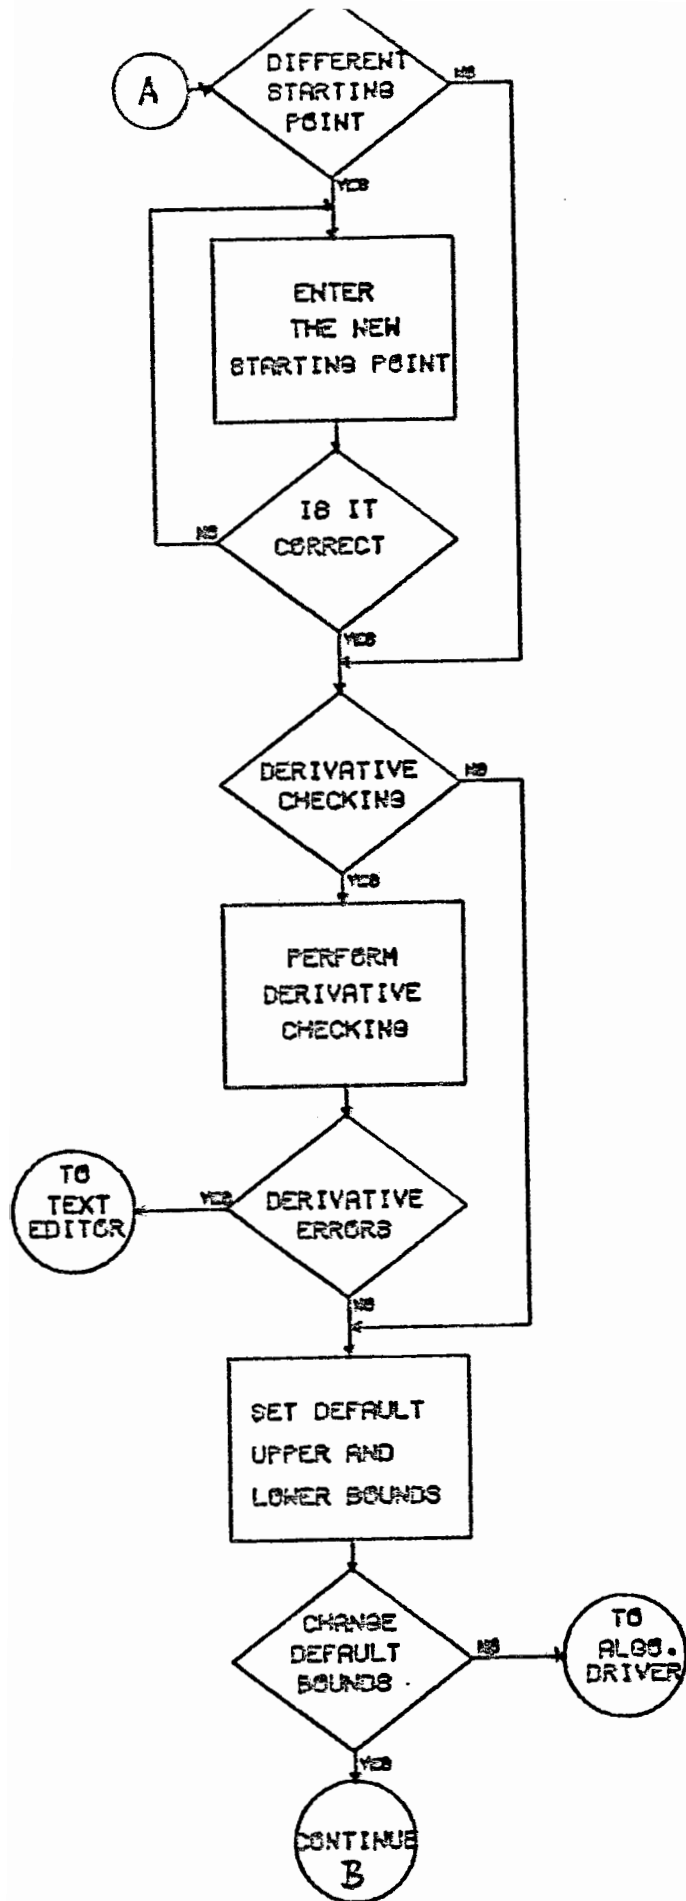 A
DIFFERENT
STARTING
POINT
NO
YES
ENTER
THE NEW
STARTING POINT
IS IT
CORRECT
NO
YES
DERIVATIVE
CHECKING
NO
YES
PERFORM
DERIVATIVE
CHECKING
TO
TEXT
EDITOR
YES
DERIVATIVE
ERRORS
NO
SET DEFAULT
UPPER AND
LOWER BOUNDS
CHANGE
DEFAULT
BOUNDS
NO
TO
ALGO.
DRIVER
YES
CONTINUE
B